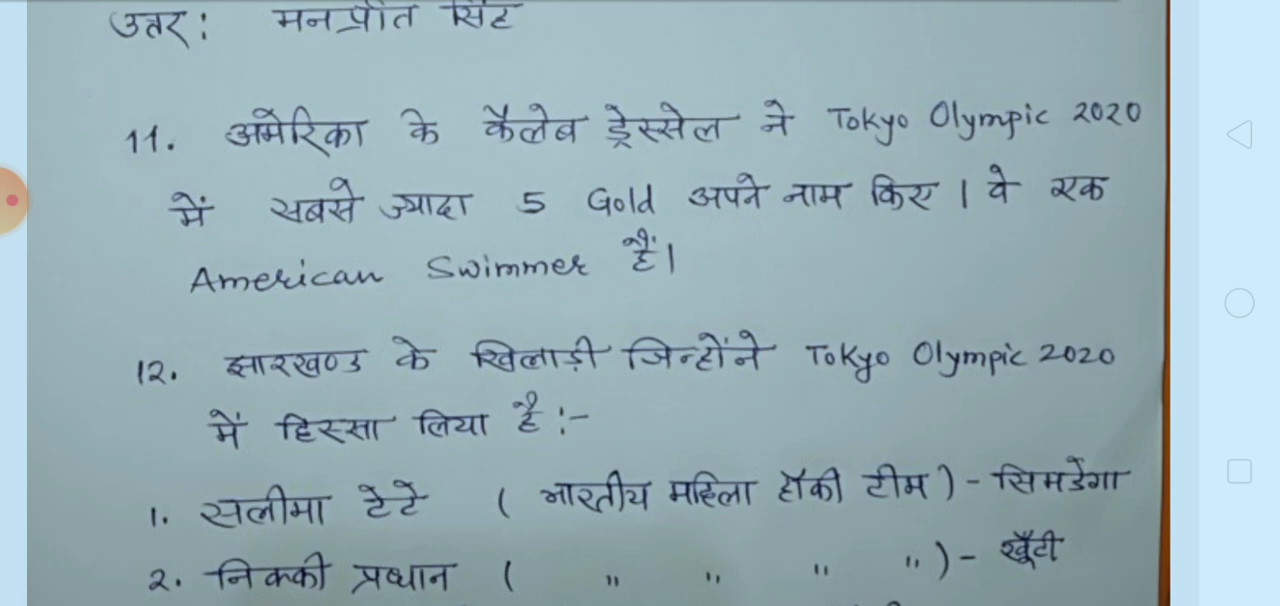 उत्तर: मनप्रीत सिंह
11. अमेरिका के कैलेब ड्रेस्सेल ने Tokyo Olympic 2020
में सबसे ज्यादा 5 Gold अपने नाम किए । वे एक
American Swimmer हैं।
12. झारखण्ड के खिलाड़ी जिन्होंने Tokyo Olympic 2020
में हिस्सा लिया है :-
1. सलीमा टेटे ( भारतीय महिला हॉकी टीम ) - सिमडेगा
2. निक्की प्रधान ( " " " " ) - खूँटी